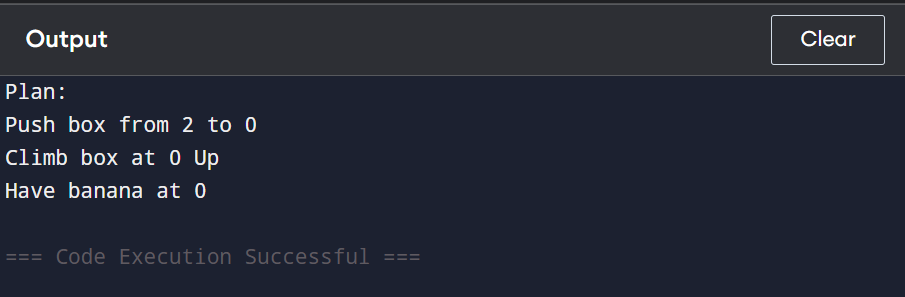 Output
Clear
Plan:
Push box from 2 to 0
Climb box at 0 Up
Have banana at 0
=== Code Execution Successful ===